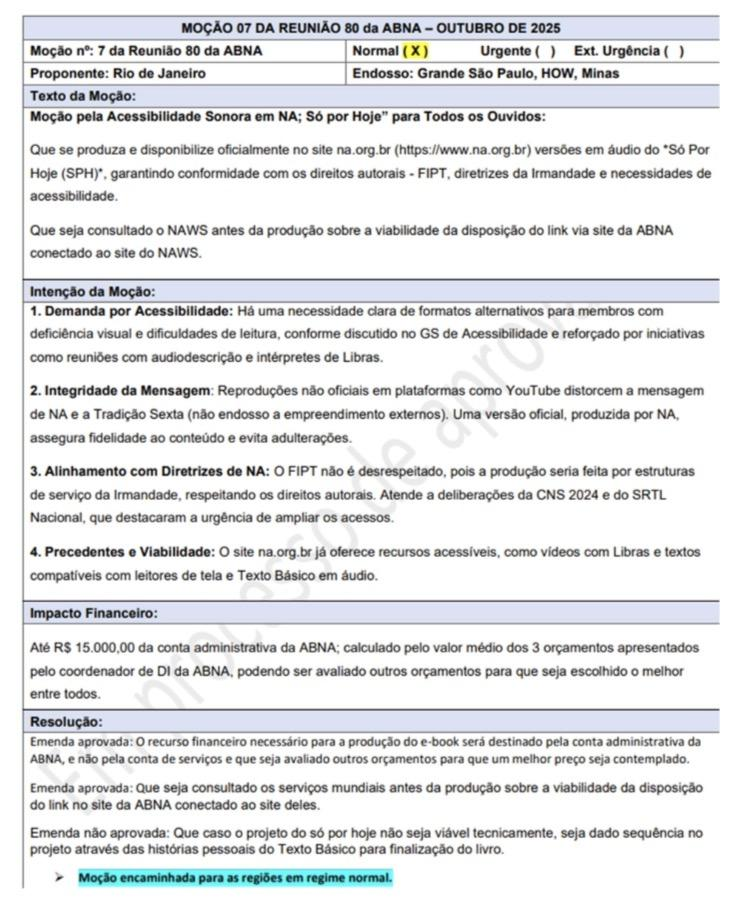 MOÇÃO 07 DA REUNIÃO 80 da ABNA – OUTUBRO DE 2025
Moção nº: 7 da Reunião 80 da ABNA Normal ( X ) Urgente ( ) Ext. Urgência ( )
Proponente: Rio de Janeiro Endosso: Grande São Paulo, HOW, Minas
Texto da Moção:
Moção pela Acessibilidade Sonora em NA; Só por Hoje” para Todos os Ouvidos:
Que se produza e disponibilize oficialmente no site na.org.br (https://www.na.org.br) versões em áudio do *Só Por
Hoje (SPH)*, garantindo conformidade com os direitos autorais - FIPT, diretrizes da Irmandade e necessidades de
acessibilidade.
Que seja consultado o NAWS antes da produção sobre a viabilidade da disposição do link via site da ABNA
conectado ao site do NAWS.
Intenção da Moção:
1. Demanda por Acessibilidade: Há uma necessidade clara de formatos alternativos para membros com
deficiência visual e dificuldades de leitura, conforme discutido no GS de Acessibilidade e reforçado por iniciativas
como reuniões com audiodescrição e intérpretes de Libras.
2. Integridade da Mensagem: Reproduções não oficiais em plataformas como YouTube distorcem a mensagem
de NA e a Tradição Sexta (não endosso a empreendimento externos). Uma versão oficial, produzida por NA,
assegura fidelidade ao conteúdo e evita adulterações.
3. Alinhamento com Diretrizes de NA: O FIPT não é desrespeitado, pois a produção seria feita por estruturas
de serviço da Irmandade, respeitando os direitos autorais. Atende a deliberações da CNS 2024 e do SRTL
Nacional, que destacaram a urgência de ampliar os acessos.
4. Precedentes e Viabilidade: O site na.org.br já oferece recursos acessíveis, como vídeos com Libras e textos
compatíveis com leitores de tela e Texto Básico em áudio.
Impacto Financeiro:
Até R$ 15.000,00 da conta administrativa da ABNA; calculado pelo valor médio dos 3 orçamentos apresentados
pelo coordenador de DI da ABNA, podendo ser avaliado outros orçamentos para que seja escolhido o melhor
entre todos.
Resolução:
Emenda aprovada: O recurso financeiro necessário para a produção do e-book será destinado pela conta administrativa da
ABNA, e não pela conta de serviços e que seja avaliado outros orçamentos para que um melhor preço seja contemplado.
Emenda aprovada: Que seja consultado os serviços mundiais antes da produção sobre a viabilidade da disposição
do link no site da ABNA conectado ao site deles.
Emenda não aprovada: Que caso o projeto do só por hoje não seja viável tecnicamente, seja dado sequência no
projeto através das histórias pessoais do Texto Básico para finalização do livro.
➢ Moção encaminhada para as regiões em regime normal.
Em processo de aprov